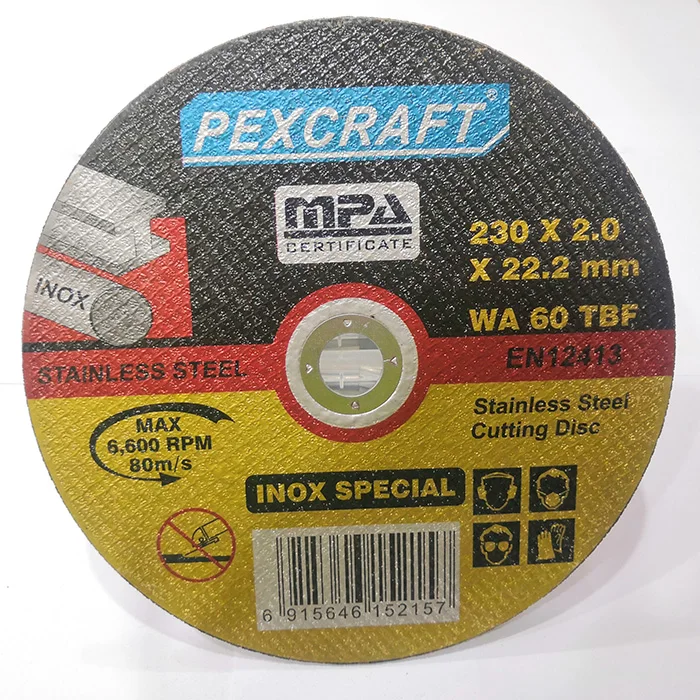 PEXCRAFT®
MPA
CERTIFICATE
230 X 2.0
X 22.2 mm
WA 60 TBF
EN12413
INOX
STAINLESS STEEL
MAX
6,600 RPM
80m/s
Stainless Steel
Cutting Disc
INOX SPECIAL
6 915646 152157